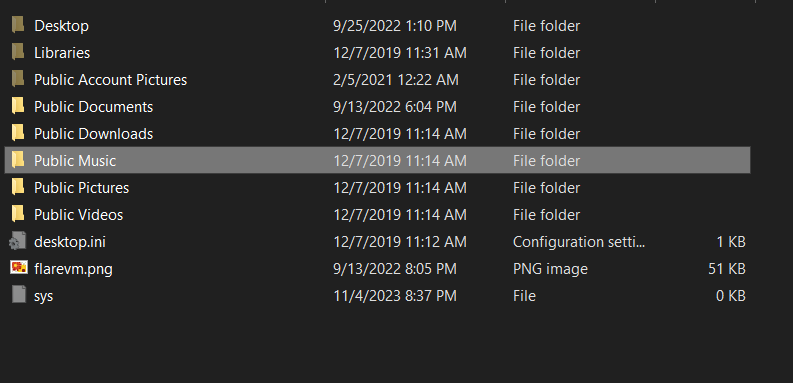 Desktop 9/25/2022 1:10 PM File folder
Libraries 12/7/2019 11:31 AM File folder
Public Account Pictures 2/5/2021 12:22 AM File folder
Public Documents 9/13/2022 6:04 PM File folder
Public Downloads 12/7/2019 11:14 AM File folder
Public Music 12/7/2019 11:14 AM File folder
Public Pictures 12/7/2019 11:14 AM File folder
Public Videos 12/7/2019 11:14 AM File folder
desktop.ini 12/7/2019 11:12 AM Configuration setti... 1 KB
flarevm.png 9/13/2022 8:05 PM PNG image 51 KB
sys 11/4/2023 8:37 PM File 0 KB